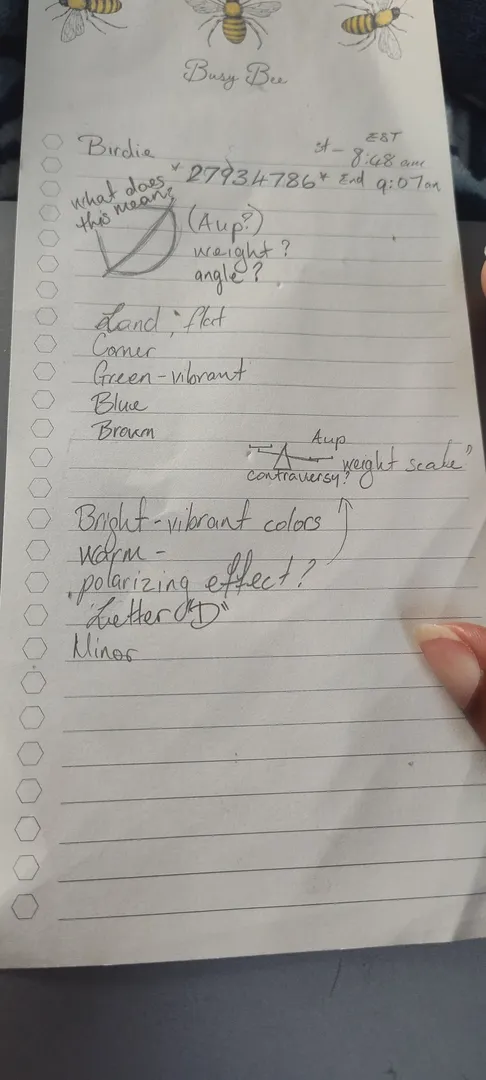 Busy Bee
Birdie
st - 8:48 am EST
*27934786* End 9:07am
what does
this mean?
(Aup?)
weight?
angle?
Land; flat
Corner
Green-vibrant
Blue
Brown
Aup
weight scale"
contraversy?
Bright-vibrant colors
warm -
polarizing effect?
Letter "D"
Minor